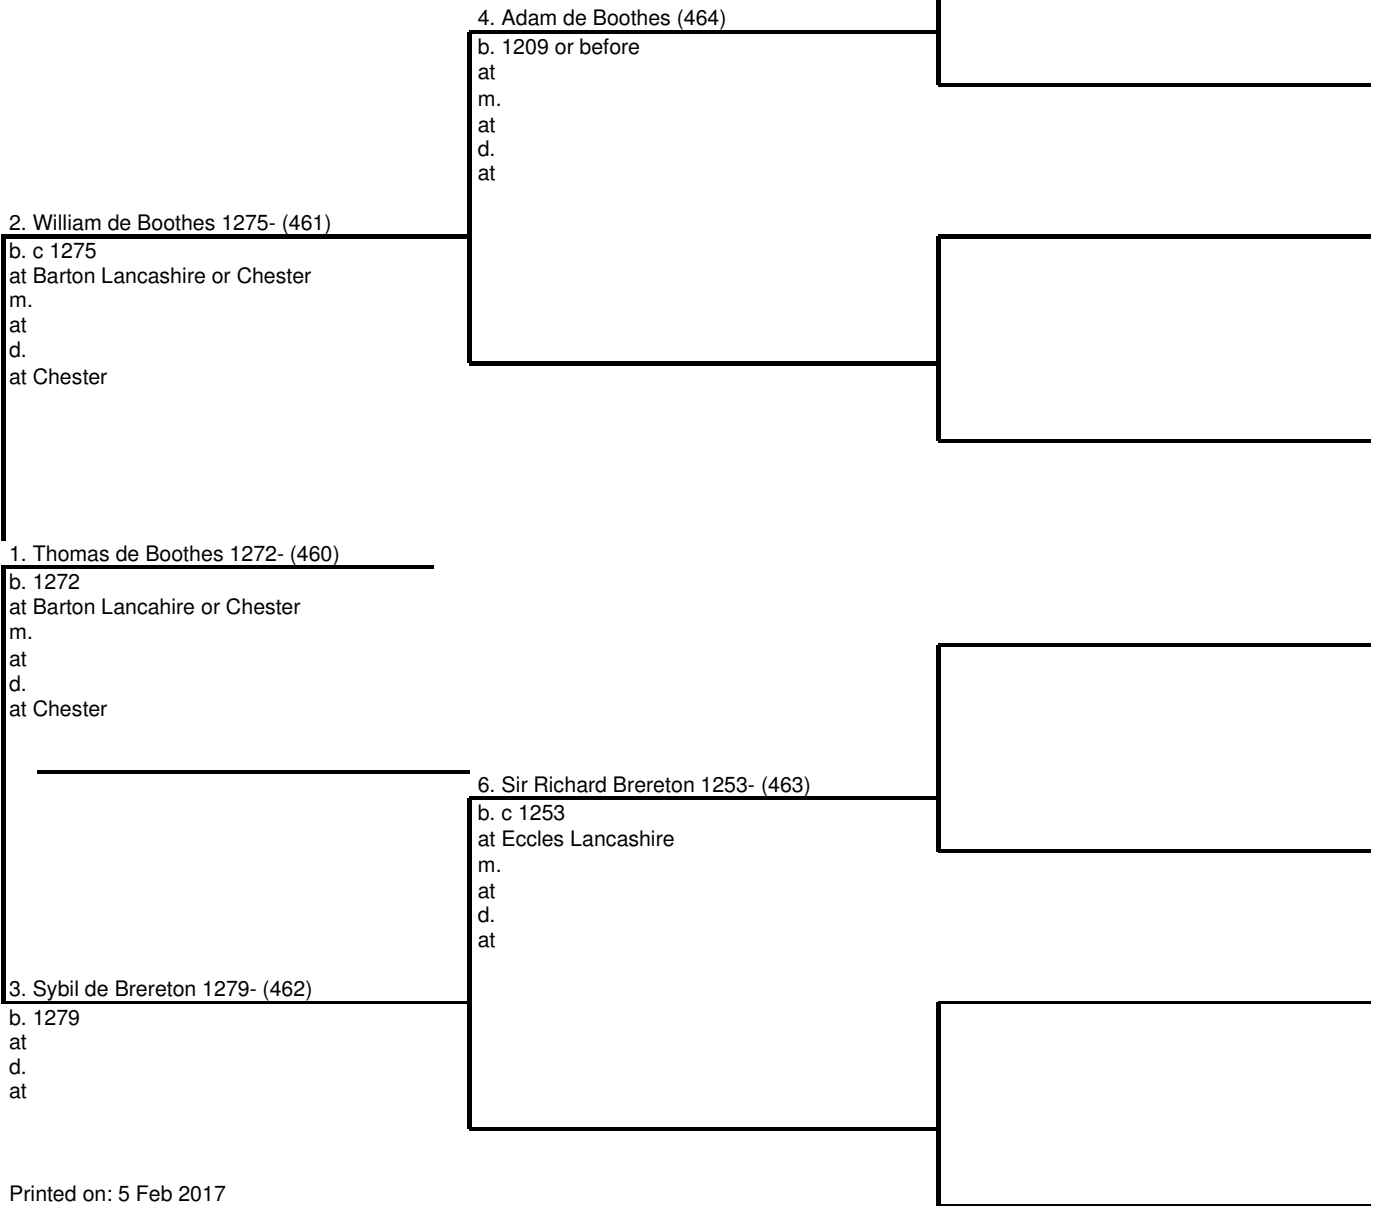 4. Adam de Boothes (464)
b. 1209 or before
at
m.
at
d.
at
2. William de Boothes 1275- (461)
b. c 1275
at Barton Lancashire or Chester
m.
at
d.
at Chester
1. Thomas de Boothes 1272- (460)
b. 1272
at Barton Lancahire or Chester
m.
at
d.
at Chester
6. Sir Richard Brereton 1253- (463)
b. c 1253
at Eccles Lancashire
m.
at
d.
at
3. Sybil de Brereton 1279- (462)
b. 1279
at
d.
at
Printed on: 5 Feb 2017